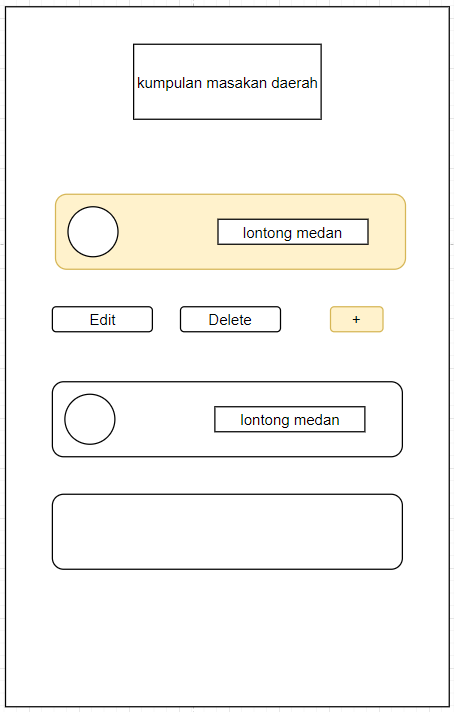 kumpulan masakan daerah
lontong medan
Edit
Delete
+
lontong medan